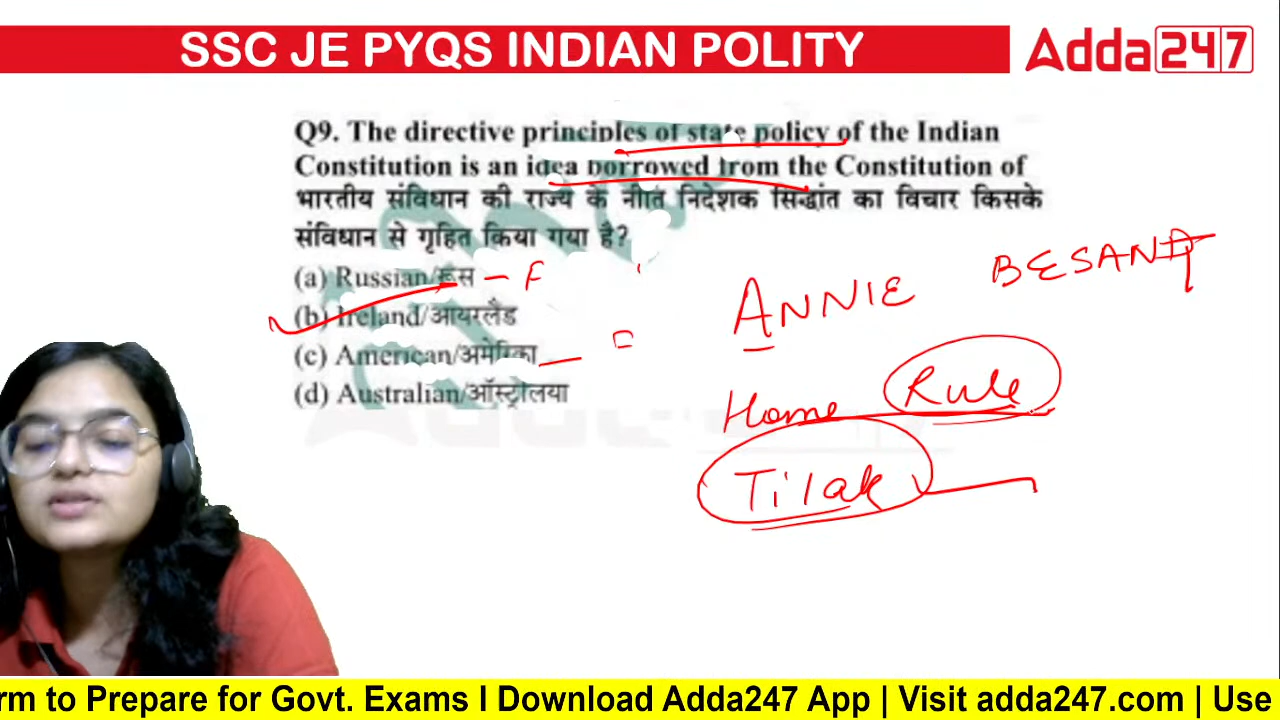 SSC JE PYQS INDIAN POLITY
Adda247
Q9. The directive principles of state policy of the Indian
Constitution is an idea borrowed from the Constitution of
भारतीय संविधान की राज्य के नीति निदेशक सिद्धांत का विचार किसके
संविधान से गृहित किया गया है?
(a) Russian/रूस - F
(b) Ireland/आयरलैंड
(c) American/अमेरिका - F
(d) Australian/ऑस्ट्रेलिया
ANNIE BESANT
Home Rule
Tilak
rm to Prepare for Govt. Exams I Download Adda247 App | Visit adda247.com | Use